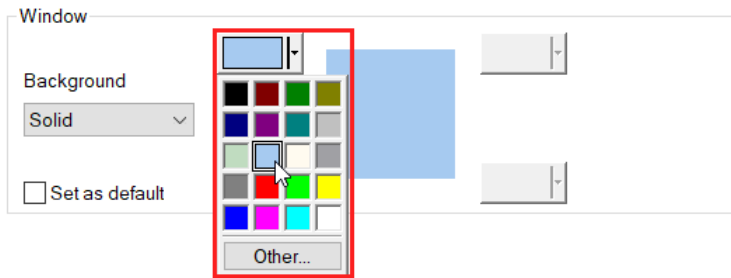 Window
Background
Solid
Set as default
Other...